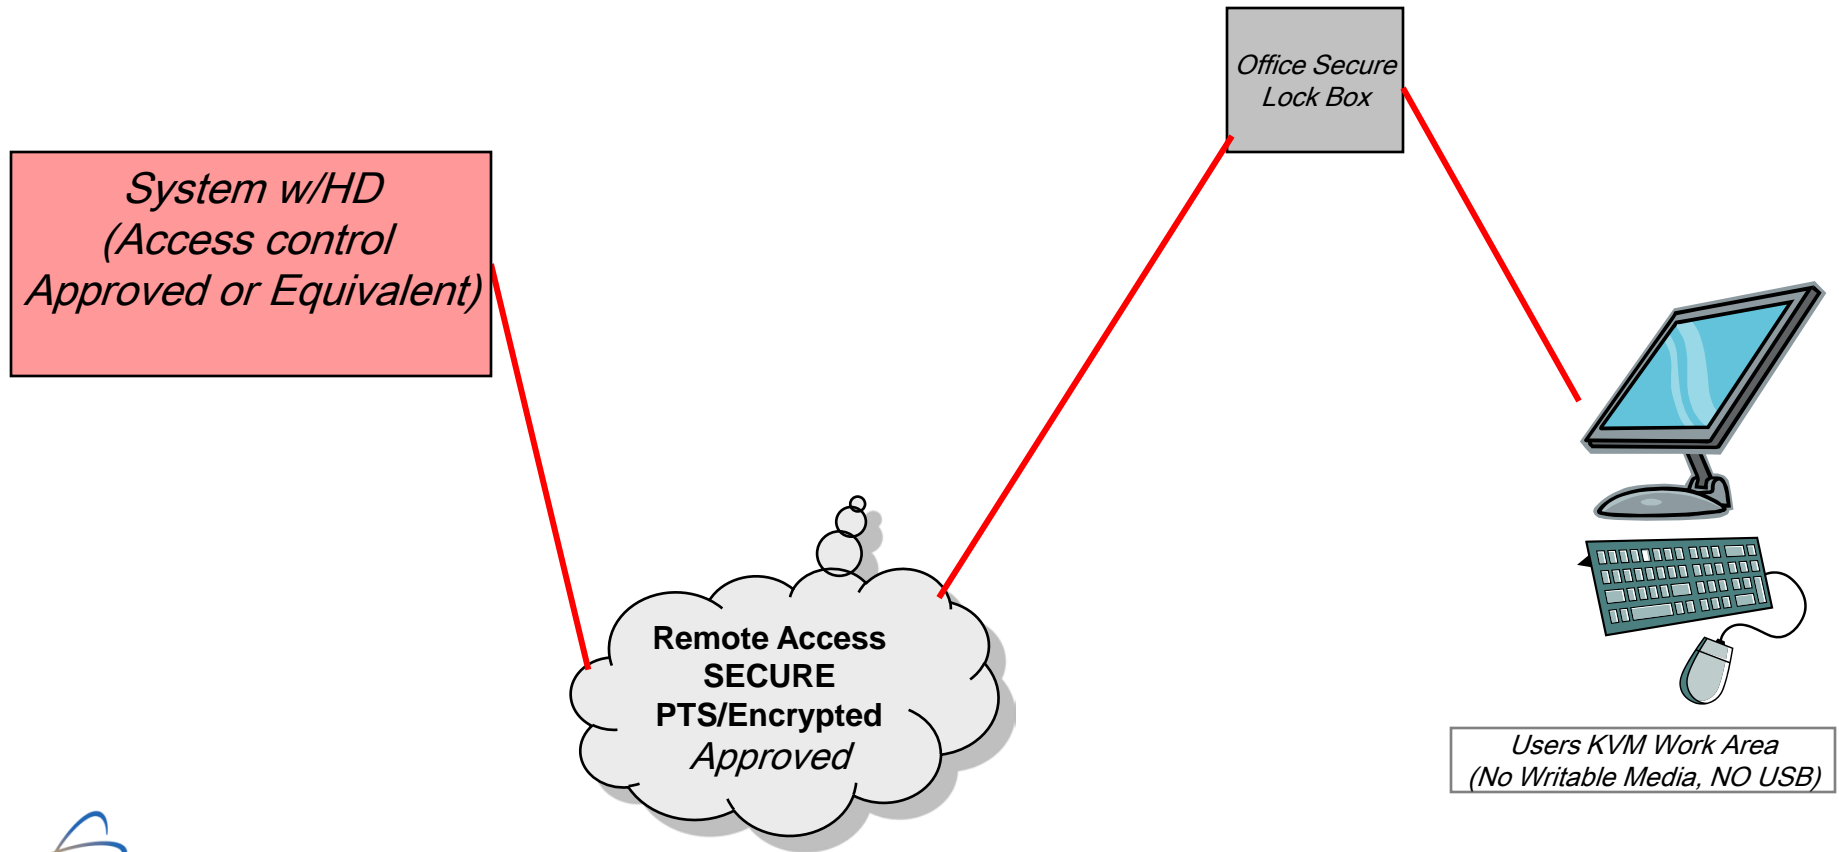 Office Secure
Lock Box
System w/HD
(Access control
Approved or Equivalent)
Remote Access
SECURE
PTS/Encrypted
Approved
Users KVM Work Area
(No Writable Media, NO USB)